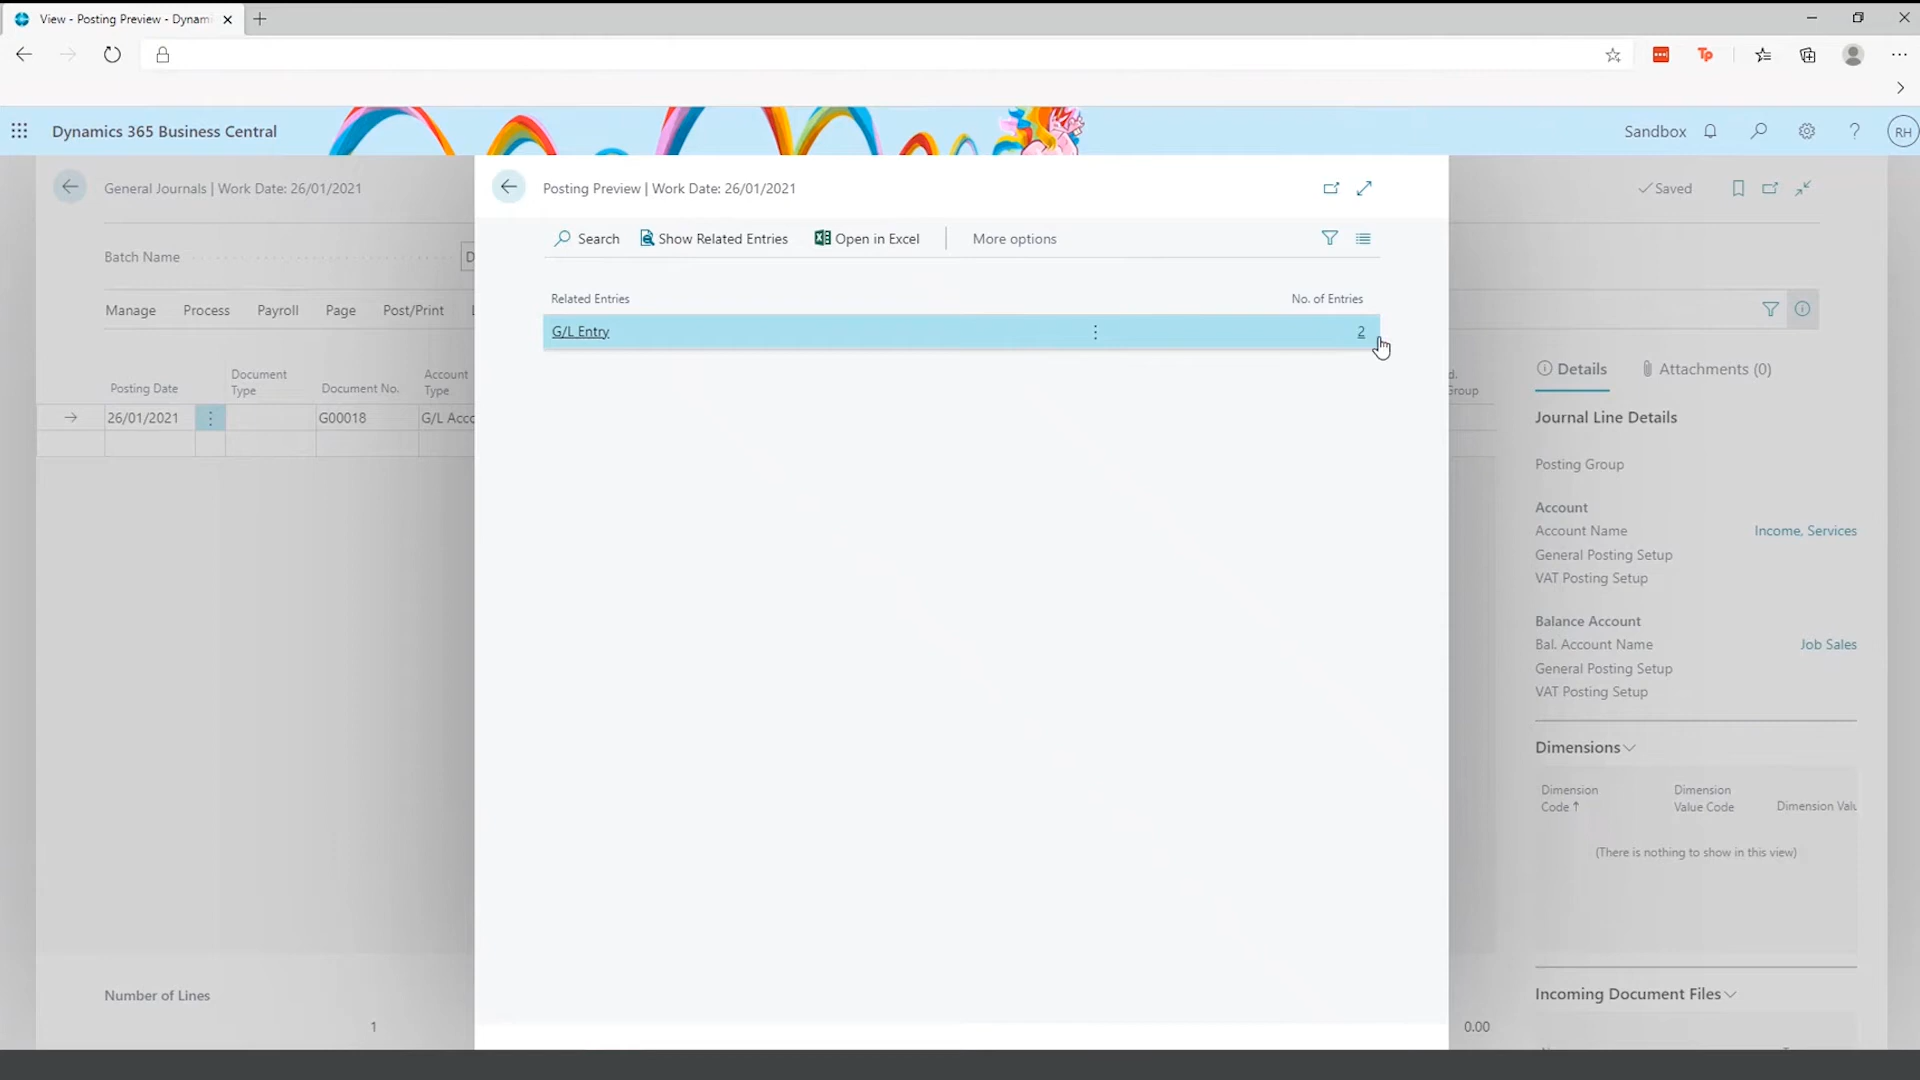 View - Posting Preview - Dynami
Tp
Dynamics 365 Business Central
Sandbox
?
RH
General Journals | Work Date: 26/01/2021
Posting Preview | Work Date: 26/01/2021
Saved
Search
Show Related Entries
Open in Excel
More options
Batch Name
D
Manage
Process
Payroll
Page
Post/Print
Related Entries
No. of Entries
G/L Entry
2
Details
Attachments (0)
Posting Date
Document Type
Document No.
Account Type
d.
Group
26/01/2021
G00018
G/L Acco
Journal Line Details
Posting Group
Account
Account Name
Income, Services
General Posting Setup
VAT Posting Setup
Balance Account
Bal. Account Name
Job Sales
General Posting Setup
VAT Posting Setup
Dimensions
Dimension Code ↑
Dimension Value Code
Dimension Valu
(There is nothing to show in this view)
Number of Lines
1
0.00
Incoming Document Files